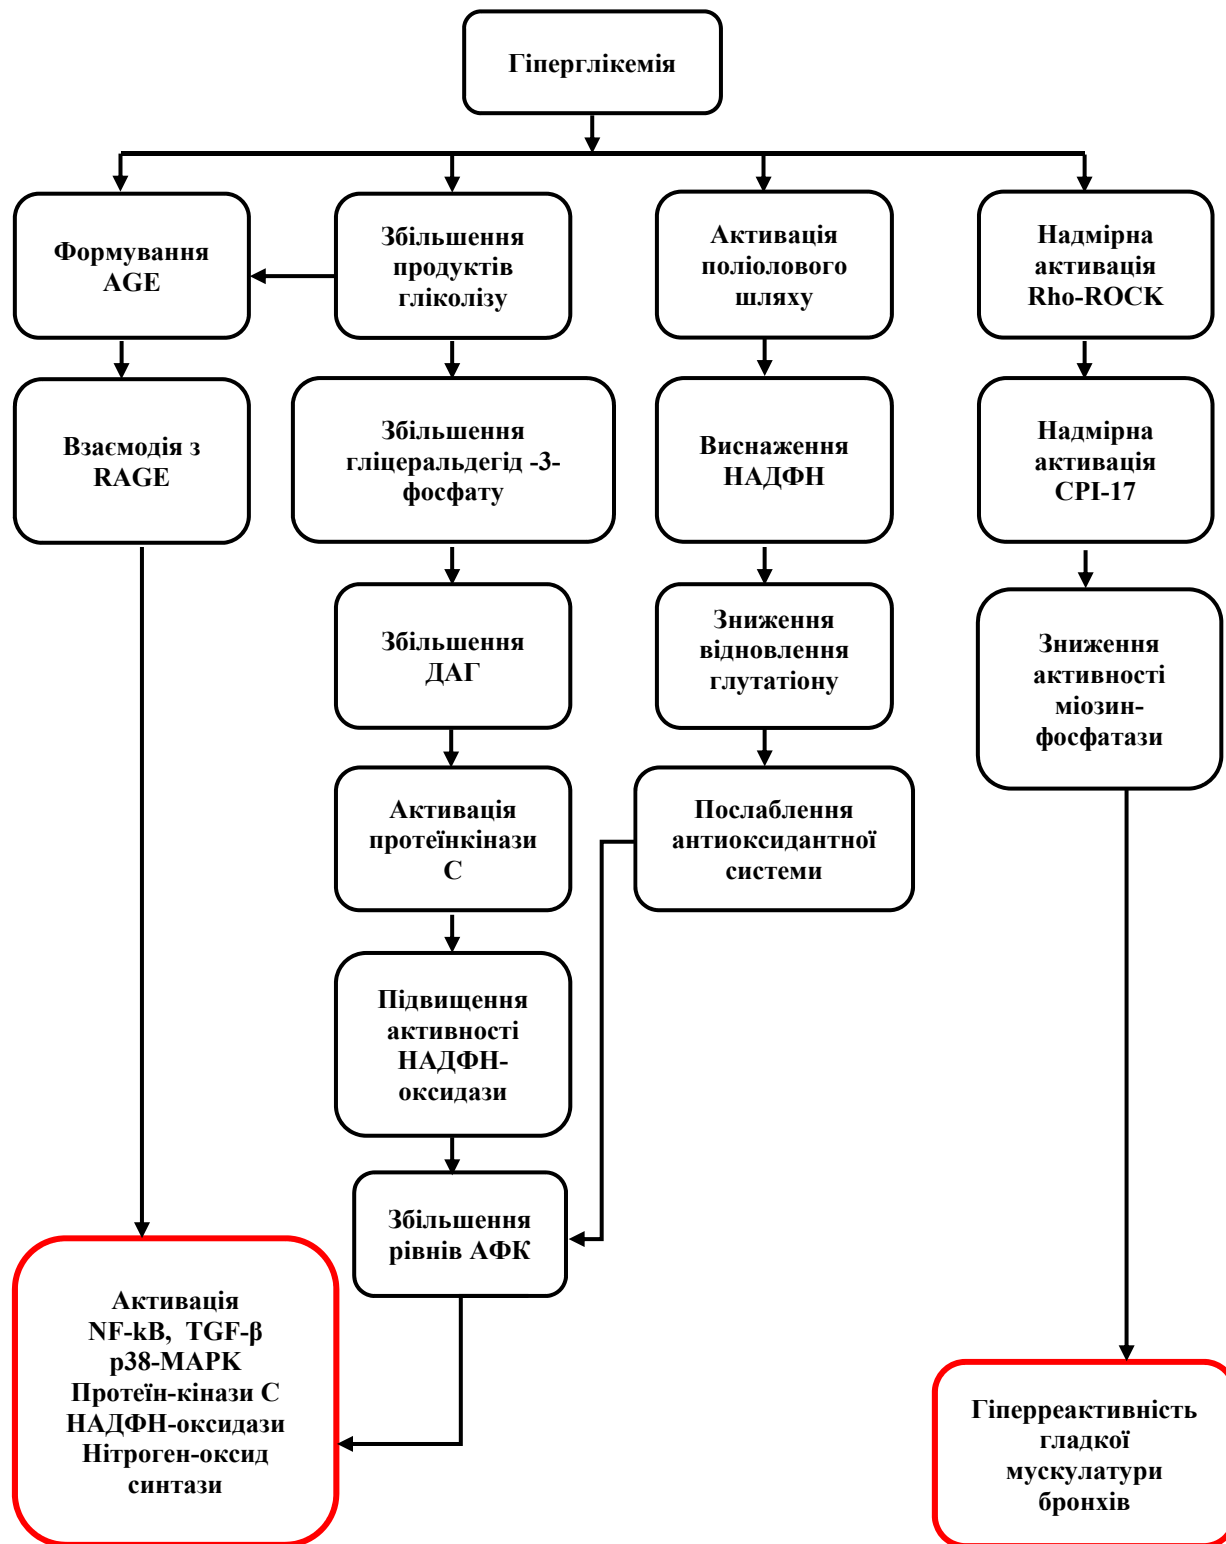 Гіперглікемія
Формування
AGE
Збільшення
продуктів
гліколізу
Активація
поліолового
шляху
Надмірна
активація
Rho-ROCK
Взаємодія з
RAGE
Збільшення
гліцеральдегід -3-
фосфату
Виснаження
НАДФН
Надмірна
активація
CPI-17
Збільшення
ДАГ
Зниження
відновлення
глутатіону
Зниження
активності
міозин-
фосфатази
Активація
протеїнкінази
С
Послаблення
антиоксидантної
системи
Підвищення
активності
НАДФН-
оксидази
Збільшення
рівнів АФК
Активація
NF-kB, TGF-β
p38-MAPK
Протеїн-кінази С
НАДФН-оксидази
Нітроген-оксид
синтази
Гіперреактивність
гладкої
мускулатури
бронхів